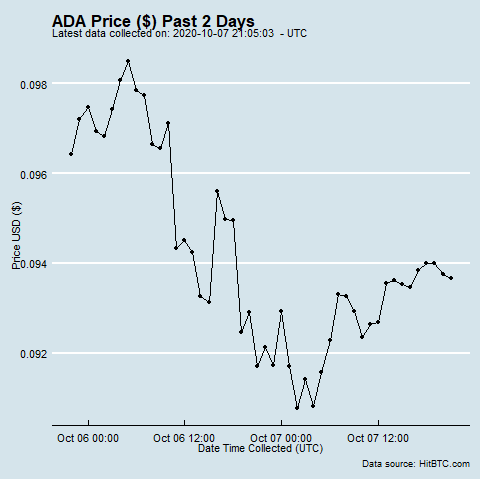 ADA Price ($) Past 2 Days
Latest data collected on: 2020-10-07 21:05:03  - UTC
0.098
0.096
0.094
0.092
Price USD ($)
Oct 06 00:00 Oct 06 12:00 Oct 07 00:00 Oct 07 12:00
Date Time Collected (UTC)
Data source: HitBTC.com